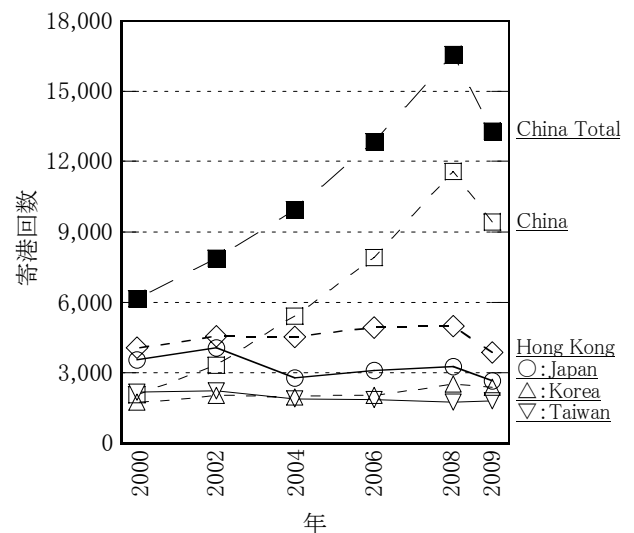 18,000
15,000
12,000
9,000
6,000
3,000
0
寄港回数
2000
2002
2004
2006
2008
2009
年
China Total
China
Hong Kong
○:Japan
△:Korea
▽:Taiwan